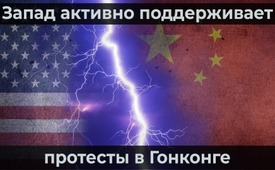 Запад активно поддерживает
протесты в Гонконге